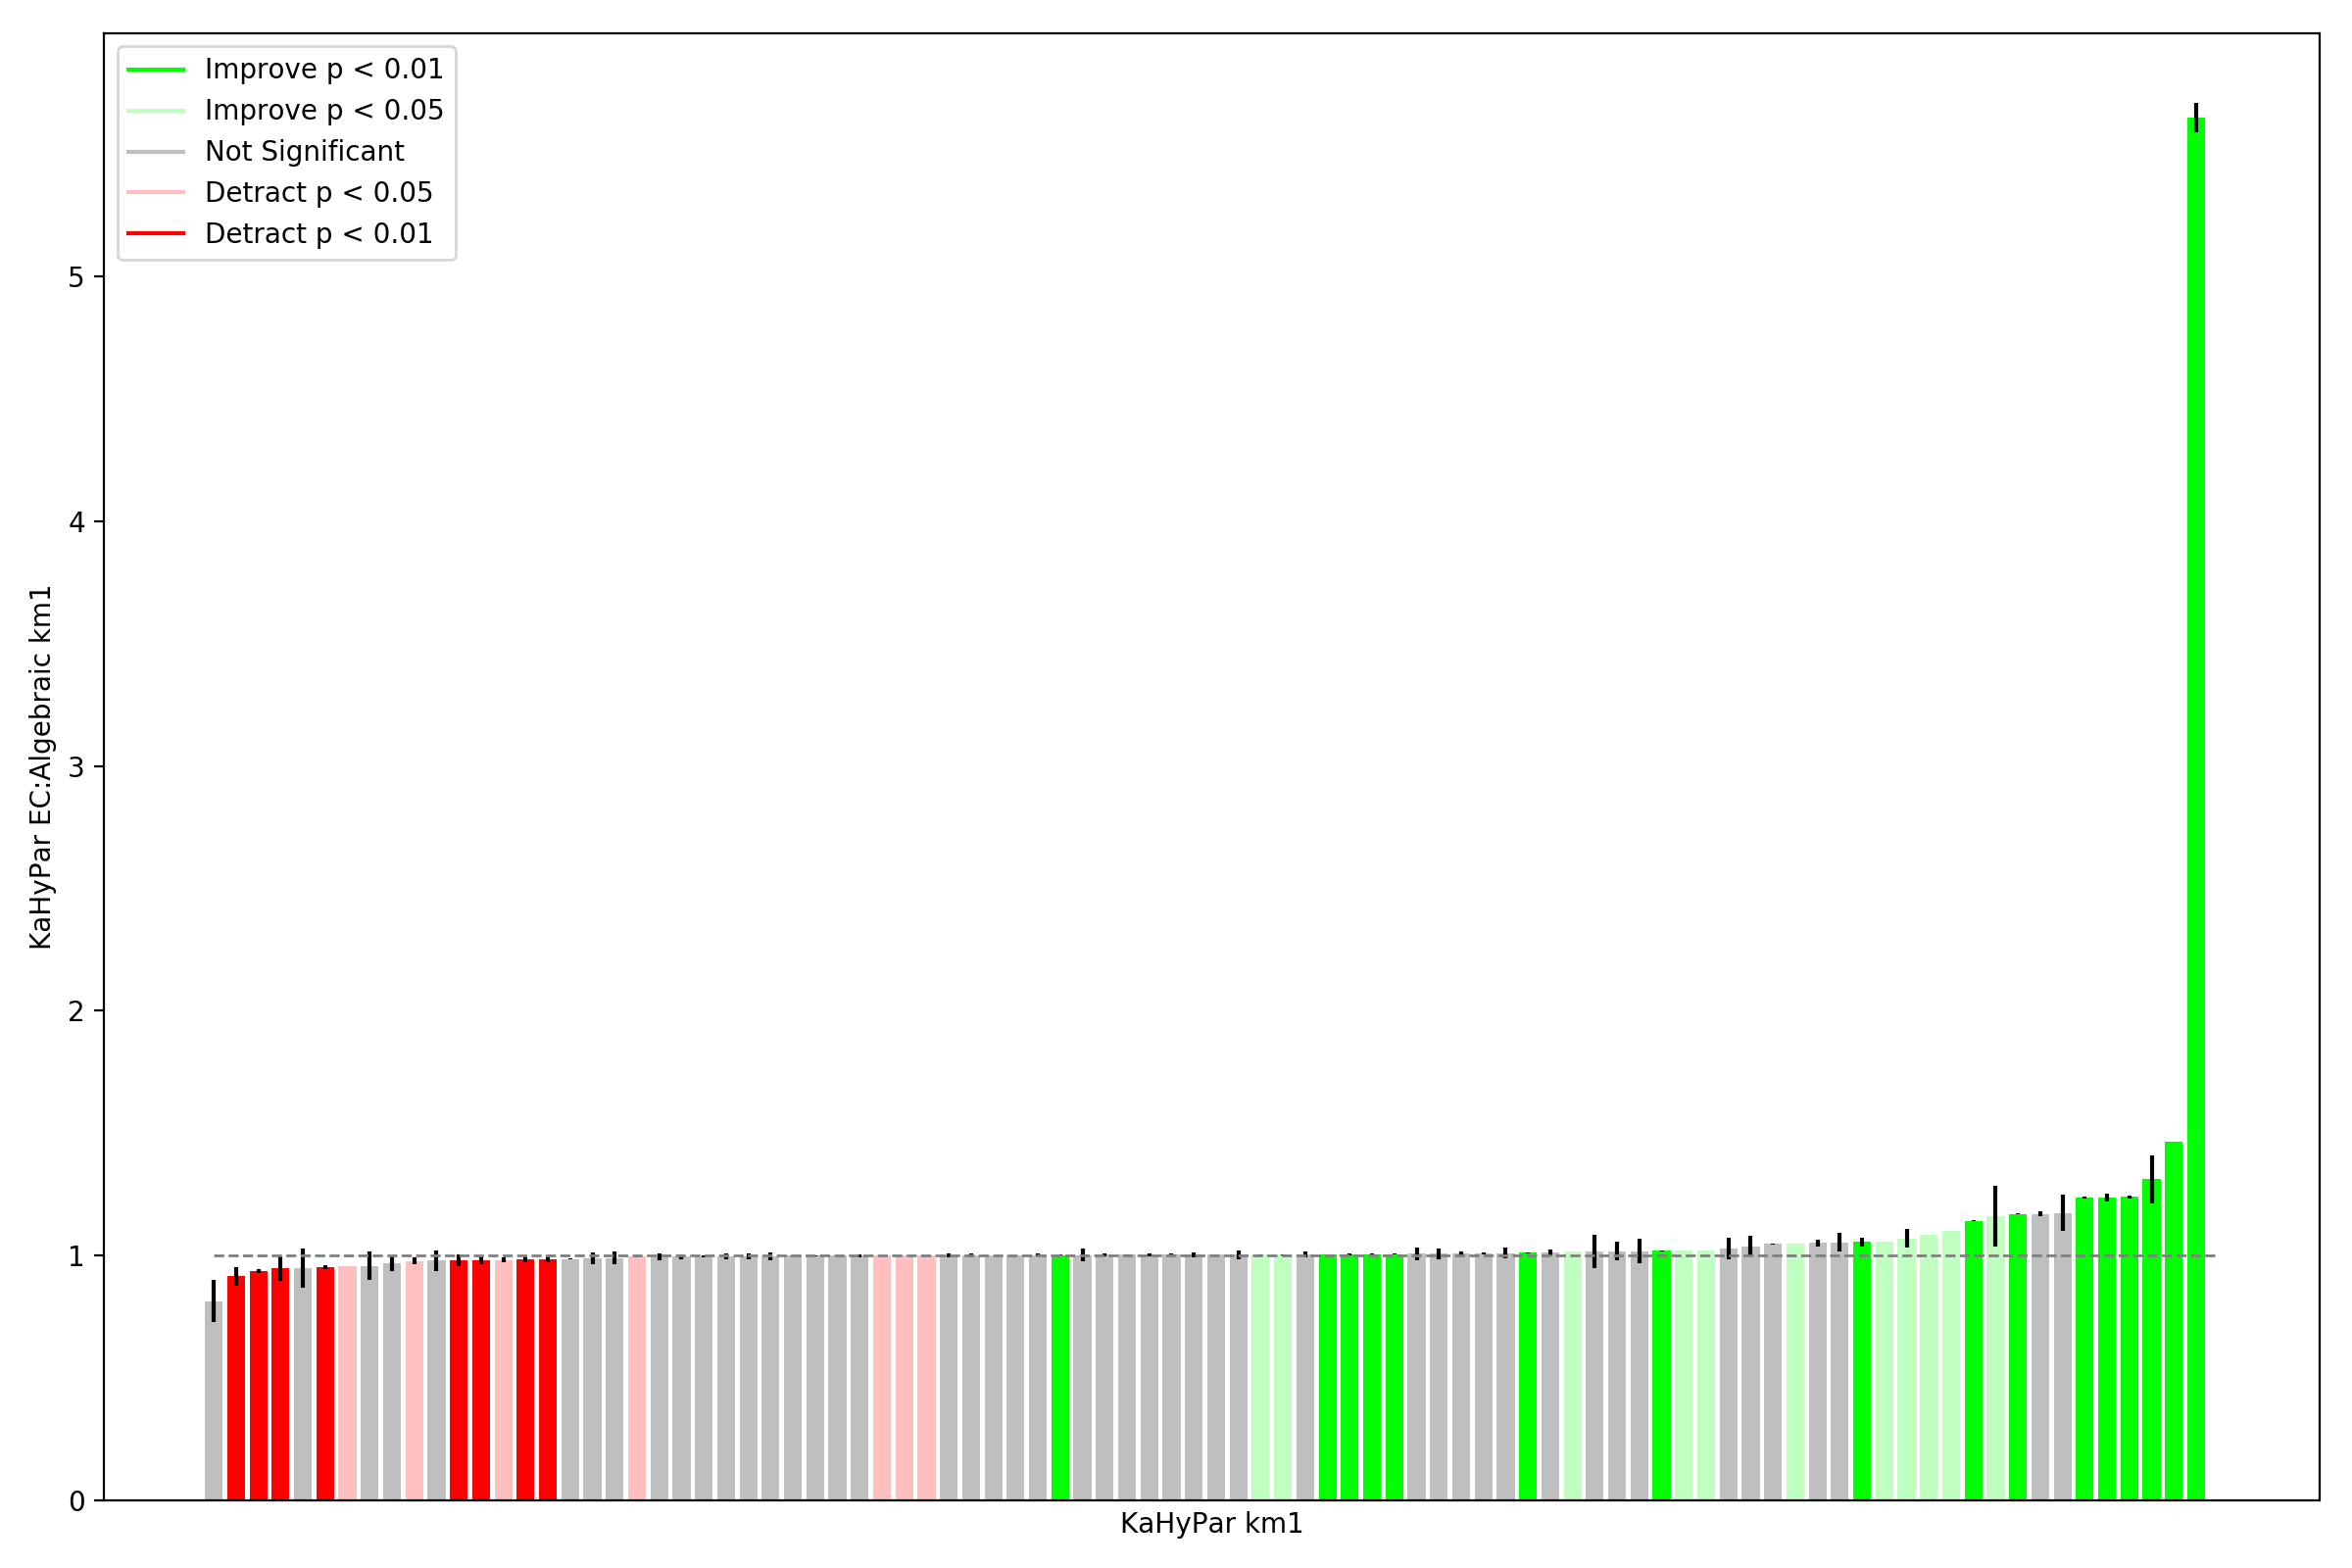 Improve p < 0.01
Improve p < 0.05
Not Significant
Detract p < 0.05
Detract p < 0.01
5
4
3
2
1
0
KaHyPar EC:Algebraic km1
KaHyPar km1